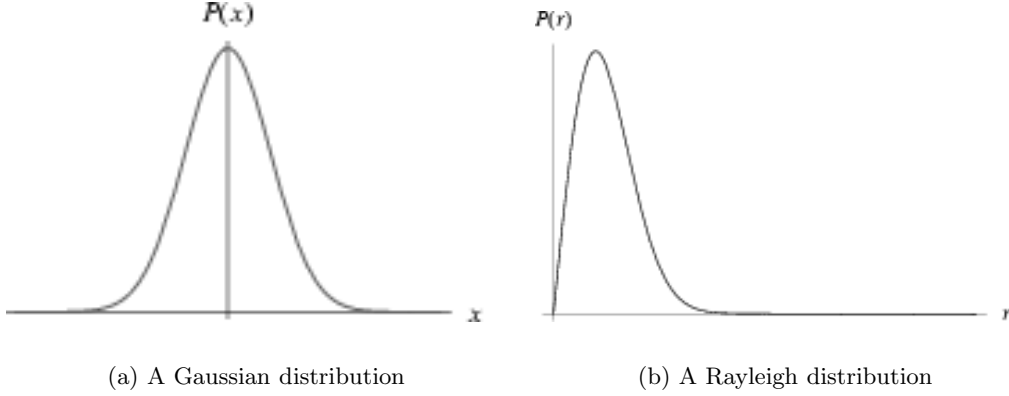 P(x)
P(r)
x
r
(a) A Gaussian distribution
(b) A Rayleigh distribution